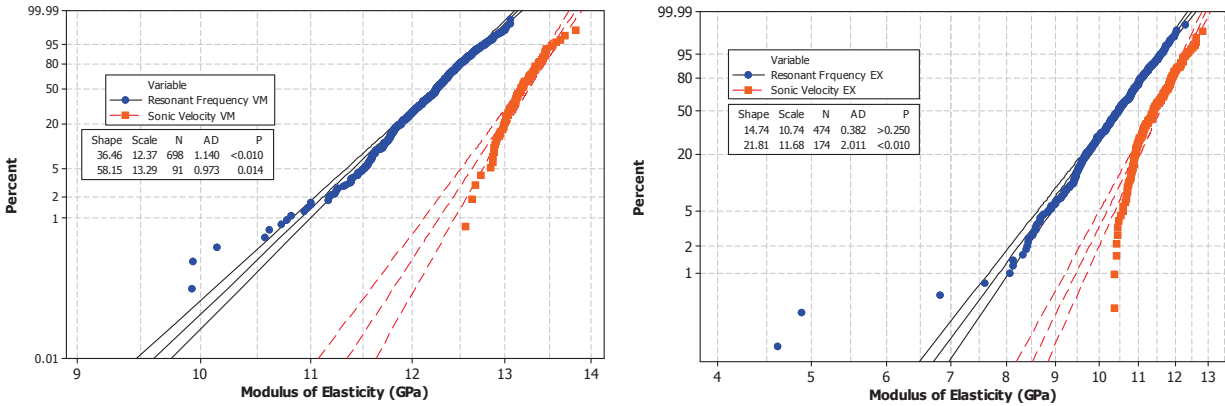 99.99
95
80
50
20
5
2
1
0.01
Percent
Variable
Resonant Frequency VM
Sonic Velocity VM
Shape Scale N AD P
36.46 12.37 698 1.140 <0.010
58.15 13.29 91 0.973 0.014
9 10 11 12 13 14
Modulus of Elasticity (GPa)
99.99
95
80
50
20
5
2
1
Percent
Variable
Resonant Frquency EX
Sonic Velocity EX
Shape Scale N AD P
14.74 10.74 474 0.382 >0.250
21.81 11.68 174 2.011 <0.010
4 5 7 8 9 10 11 12 13
Modulus of Elasticity (GPa)